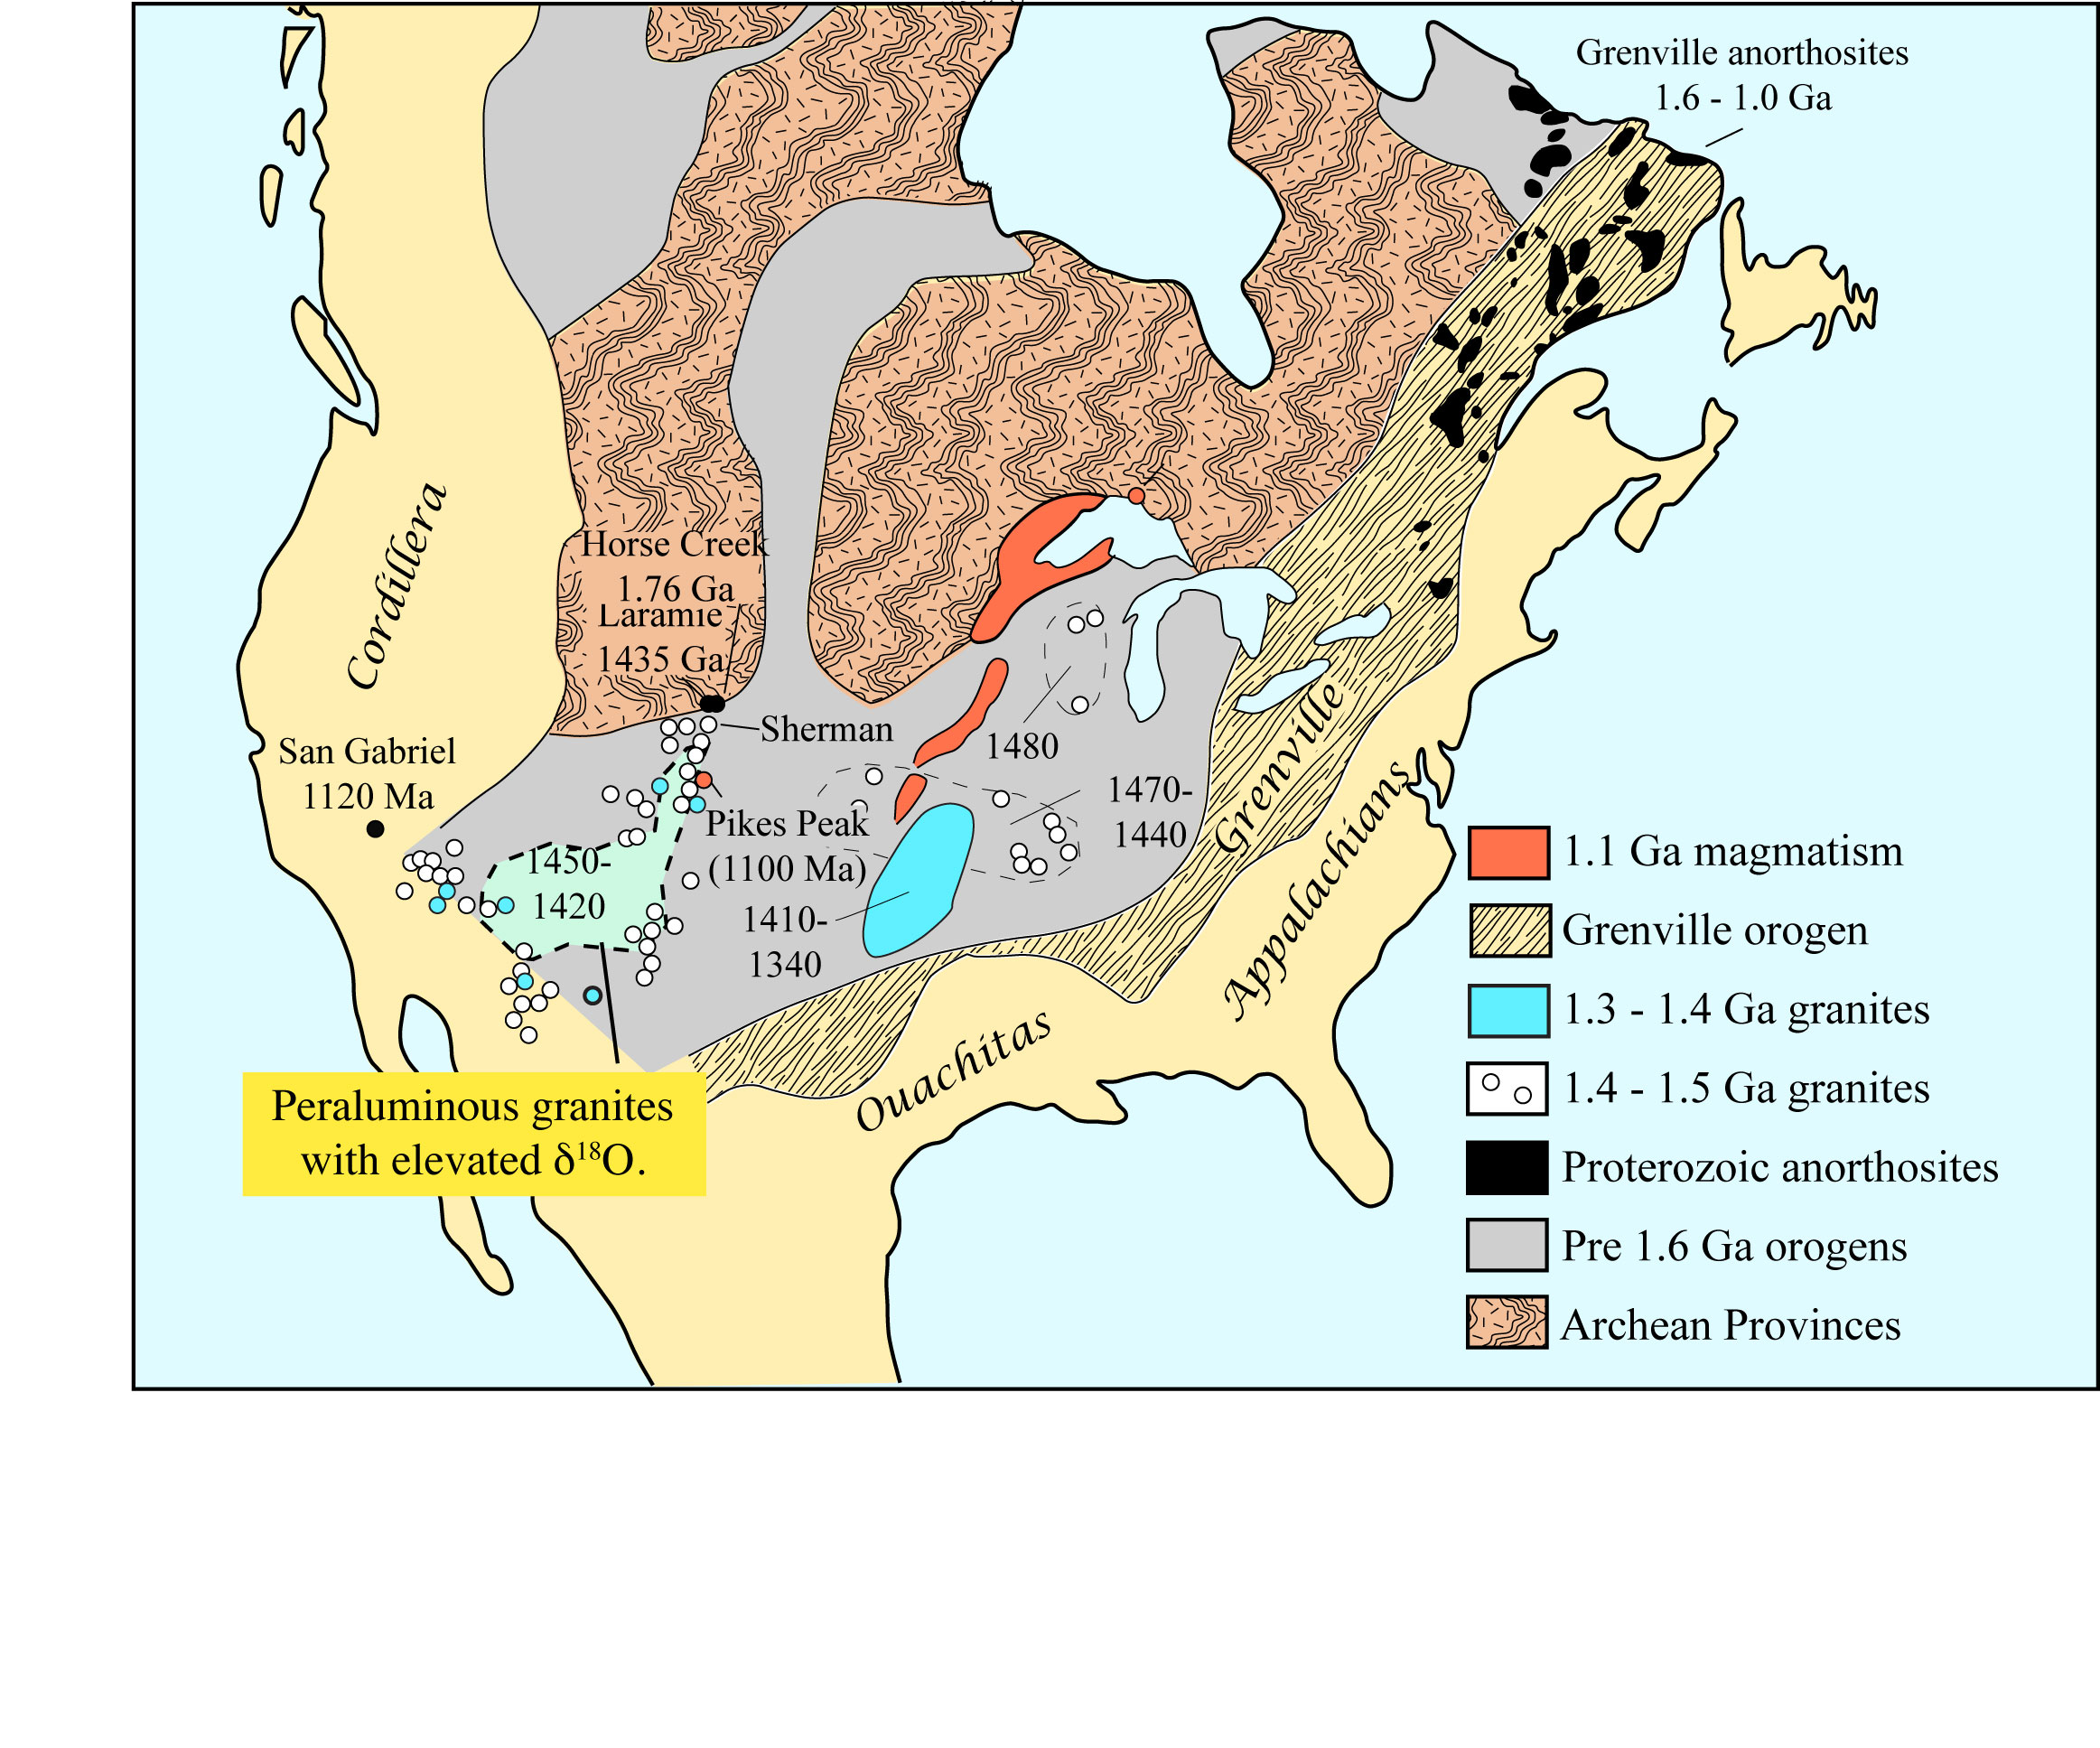 Grenville anorthosites
1.6 - 1.0 Ga
Cordillera
Horse Creek
1.76 Ga
Laramie
1435 Ga
Sherman
San Gabriel
1120 Ma
1480
1470-
1440
Pikes Peak
(1100 Ma)
1450-
1420
1410-
1340
Grenville
Appalachians
Ouachitas
Peraluminous granites
with elevated δ¹⁸O.
1.1 Ga magmatism
Grenville orogen
1.3 - 1.4 Ga granites
1.4 - 1.5 Ga granites
Proterozoic anorthosites
Pre 1.6 Ga orogens
Archean Provinces